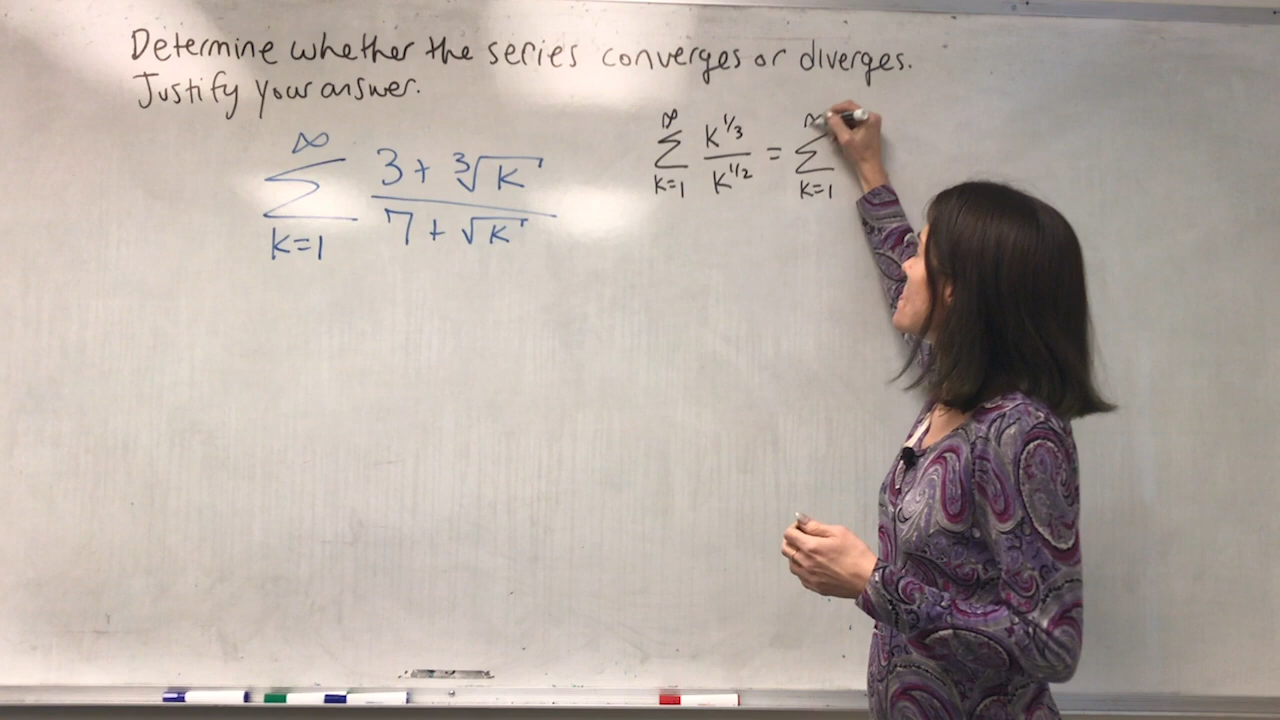 Determine whether the series converges or diverges.
Justify your answer.
∞ ∑ k=1 (3 + ∛K) / (7 + √K)
∞ ∑ K=1 K^1/3 / K^1/2 = ∞ ∑ K=1